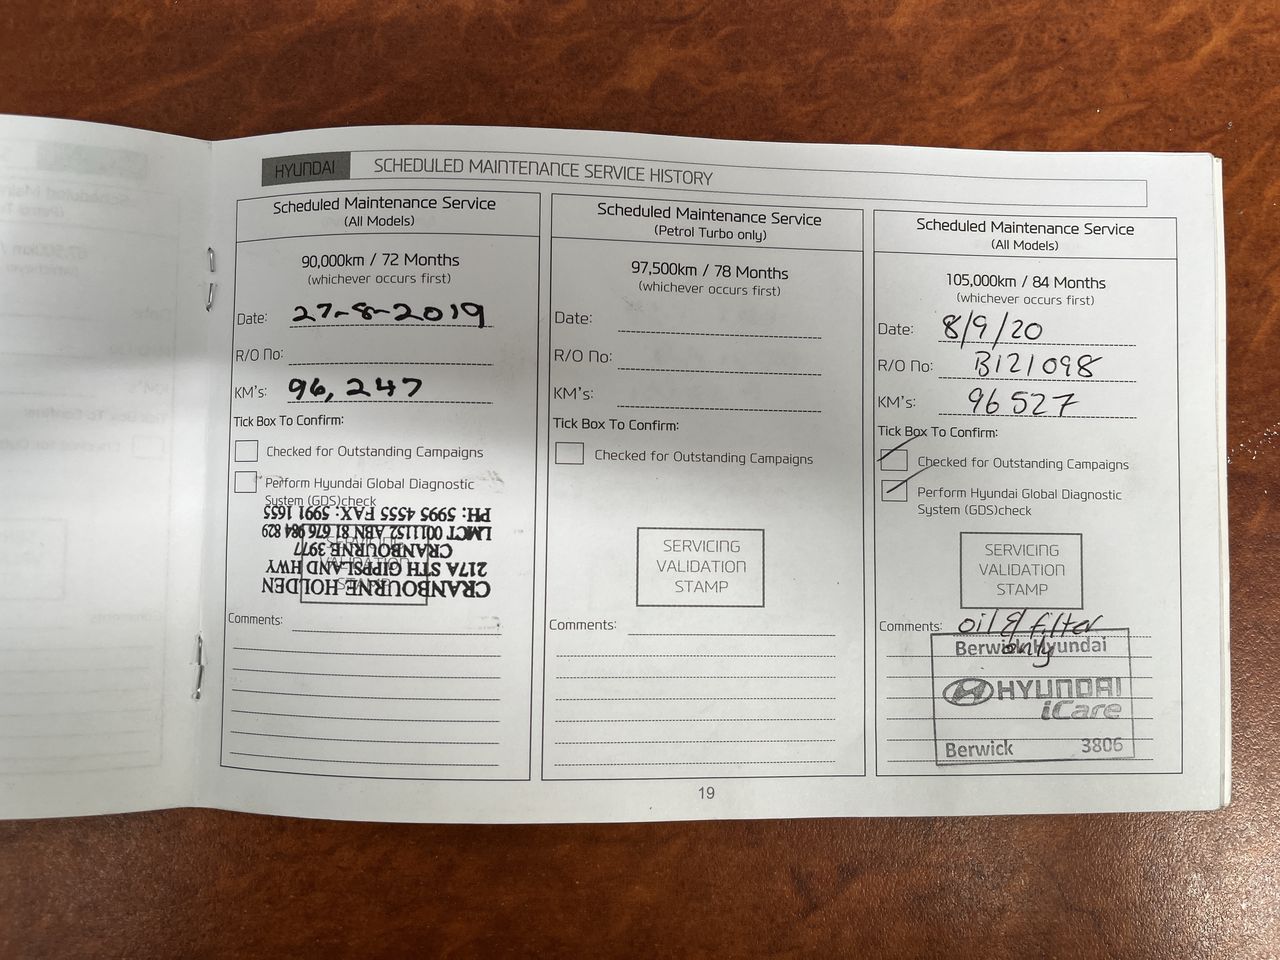 HYUNDAI SCHEDULED MAINTENANCE SERVICE HISTORY
Scheduled Maintenance Service
(All Models)
90,000km / 72 Months
(whichever occurs first)
Date: 27-8-2019
R/O No:
KM's: 96,247
Tick Box To Confirm:
Checked for Outstanding Campaigns
Perform Hyundai Global Diagnostic
System (GDS)check
SERVICING
VALIDATION
STAMP
CRANBOURNE HOLDEN
217A STH GIPPSLAND HWY
CRANBOURNE 3977
LMCT 001152 ABN 81 676 984 829
PH: 5995 4555 FAX: 5991 1655
Comments:
Scheduled Maintenance Service
(Petrol Turbo only)
97,500km / 78 Months
(whichever occurs first)
Date:
R/O No:
KM's:
Tick Box To Confirm:
Checked for Outstanding Campaigns
SERVICING
VALIDATION
STAMP
Comments:
Scheduled Maintenance Service
(All Models)
105,000km / 84 Months
(whichever occurs first)
Date: 8/9/20
R/O No: B121098
KM's: 96527
Tick Box To Confirm:
Checked for Outstanding Campaigns
Perform Hyundai Global Diagnostic
System (GDS)check
SERVICING
VALIDATION
STAMP
Comments: oil & filter
only
Berwick Hyundai
HYUNDAI
iCare
Berwick 3806
19